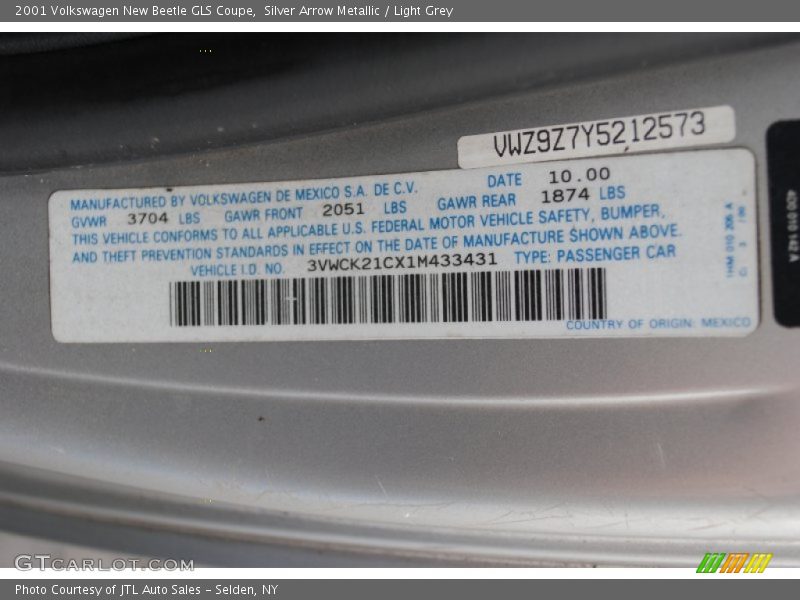 2001 Volkswagen New Beetle GLS Coupe,  Silver Arrow Metallic / Light Grey
VWZ9Z7Y5212573
MANUFACTURED BY VOLKSWAGEN DE MEXICO S.A. DE C.V. DATE 10.00
GVWR 3704 LBS GAWR FRONT 2051 LBS GAWR REAR 1874 LBS
THIS VEHICLE CONFORMS TO ALL APPLICABLE U.S. FEDERAL MOTOR VEHICLE SAFETY, BUMPER,
AND THEFT PREVENTION STANDARDS IN EFFECT ON THE DATE OF MANUFACTURE SHOWN ABOVE.
VEHICLE I.D. NO. 3VWCK21CX1M433431 TYPE: PASSENGER CAR
COUNTRY OF ORIGIN: MEXICO
1HM 010 205 A
GTCARLOT.COM
Photo Courtesy of JTL Auto Sales - Selden, NY